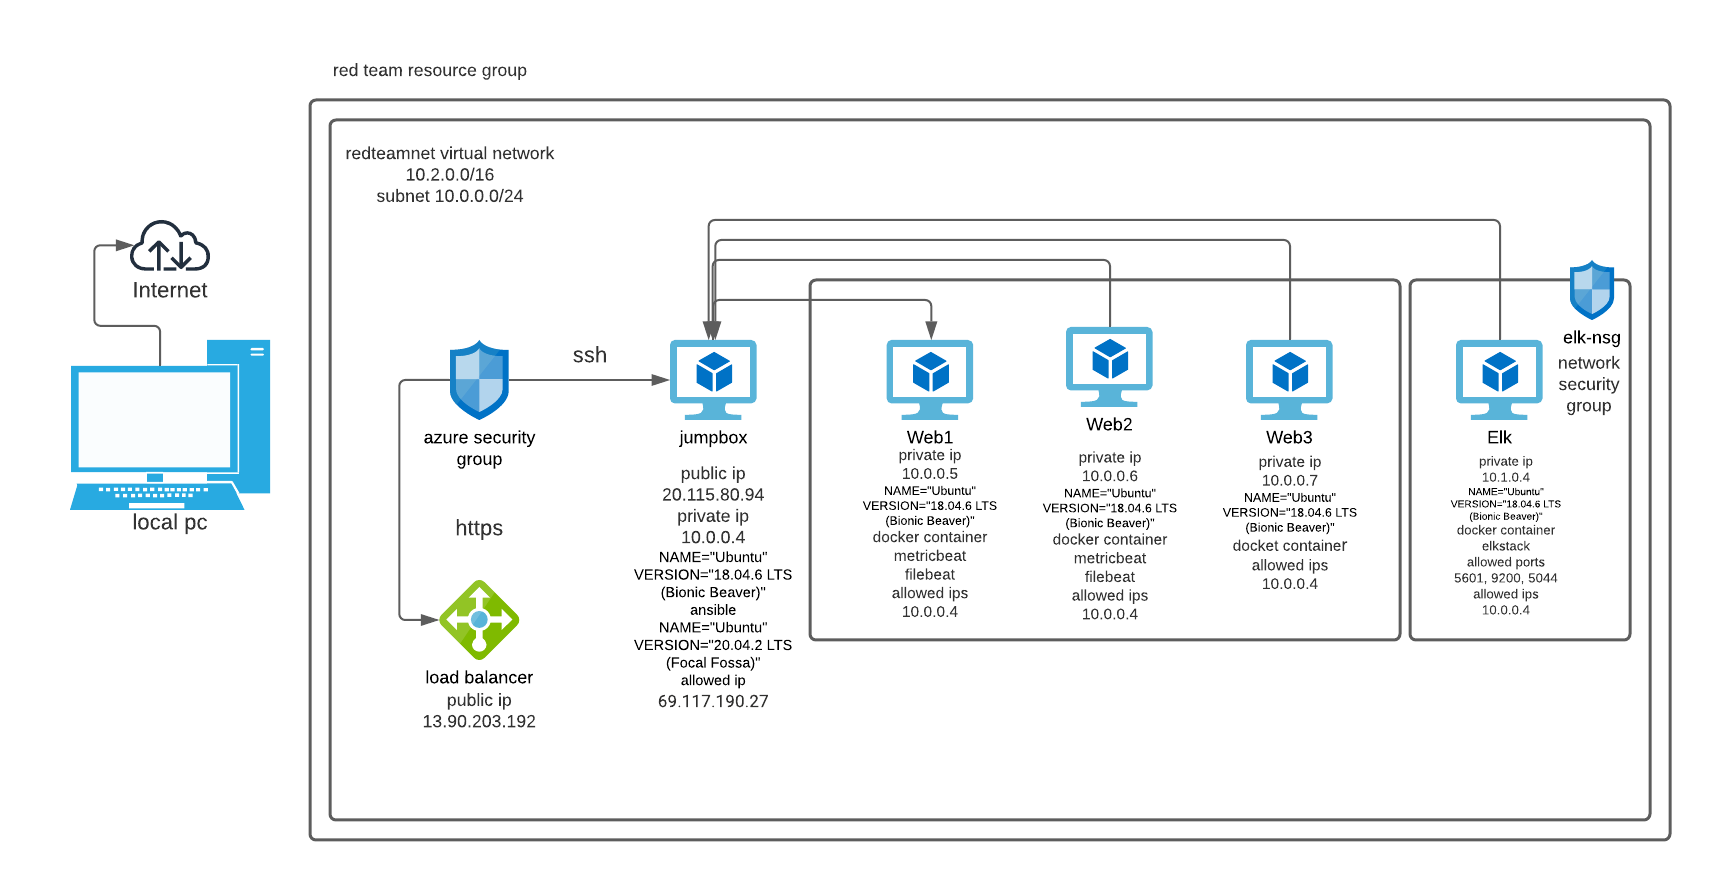 red team resource group
redteamnet virtual network
10.2.0.0/16
subnet 10.0.0.0/24
Internet
local pc
azure security
group
ssh
https
load balancer
public ip
13.90.203.192
jumpbox
public ip
20.115.80.94
private ip
10.0.0.4
NAME="Ubuntu"
VERSION="18.04.6 LTS
(Bionic Beaver)"
ansible
NAME="Ubuntu"
VERSION="20.04.2 LTS
(Focal Fossa)"
allowed ip
69.117.190.27
Web1
private ip
10.0.0.5
NAME="Ubuntu"
VERSION="18.04.6 LTS
(Bionic Beaver)"
docker container
metricbeat
filebeat
allowed ips
10.0.0.4
Web2
private ip
10.0.0.6
NAME="Ubuntu"
VERSION="18.04.6 LTS
(Bionic Beaver)"
docker container
metricbeat
filebeat
allowed ips
10.0.0.4
Web3
private ip
10.0.0.7
NAME="Ubuntu"
VERSION="18.04.6 LTS
(Bionic Beaver)"
docket container
allowed ips
10.0.0.4
elk-nsg
network
security
group
Elk
private ip
10.1.0.4
NAME="Ubuntu"
VERSION="18.04.6 LTS
(Bionic Beaver)"
docker container
elkstack
allowed ports
5601, 9200, 5044
allowed ips
10.0.0.4